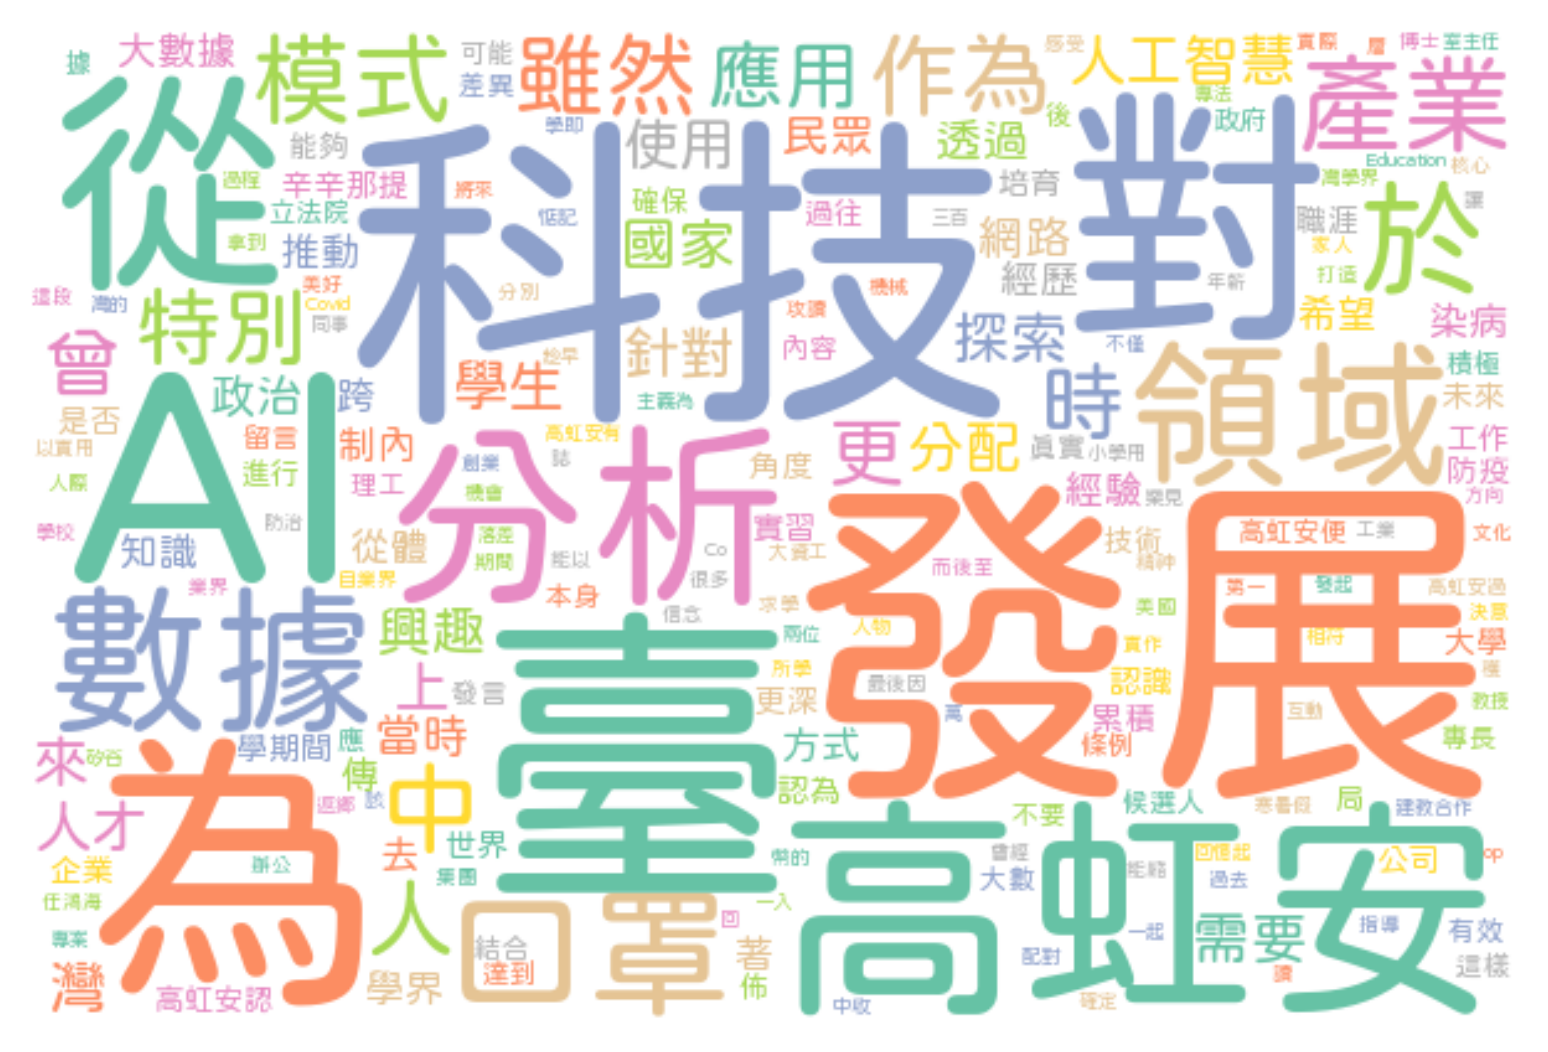 據
大數據
模式
可能
差異
雖然
應用
作為
感受
人工智慧
實際
層
博士
室主任
從
科技
對
產業
能夠
學即
使用
民眾
透過
後
專法
政府
Education
核心
過程
辛辛那提
將來
確保
過往
培育
灣學界
於
讓
立法院
拿到
推動
惦記
國家
三百
網路
經歷
職涯
家人
打造
這段
灣的
美好
Covid
同事
分別
機械
攻讀
年薪
希望
染病
曾
特別
針對
內容
探索
不僅
積極
未來
AI
政治
跨
學生
主義為
時
領域
是否
以實用
留言
制內
高虹安有
更
分配
真實
小學用
工作
防疫
方向
人際
進行
理工
創業
機會
誌
分析
角度
經驗
樂見
發展
學校
知識
防治
從體
落差
期間
能以
Co
很多
實習
大資工
而後至
技術
精神
高虹安便
工業
文化
業界
目業界
本身
信念
求學
人物
美國
第一
發起
高虹安過
決意
數據
興趣
臺
兩位
實作
相符
大學
上
發言
所學
更深
最後因
認識
互動
教授
來
矽谷
學期間
應
當時
方式
萬
累積
條例
專長
傳
為
返鄉
該
中
認為
不要
候選人
寒暑假
局
建教合作
人才
企業
辦公
去
世界
集團
幣的
高虹安
曾經
大數
能縮
回憶起
過去
公司
op
任鴻海
專案
人
口罩
一入
回
結合
達到
著
佈
配對
一起
需要
指導
有效
這樣
灣
高虹安認
學界
中收
確定
讀